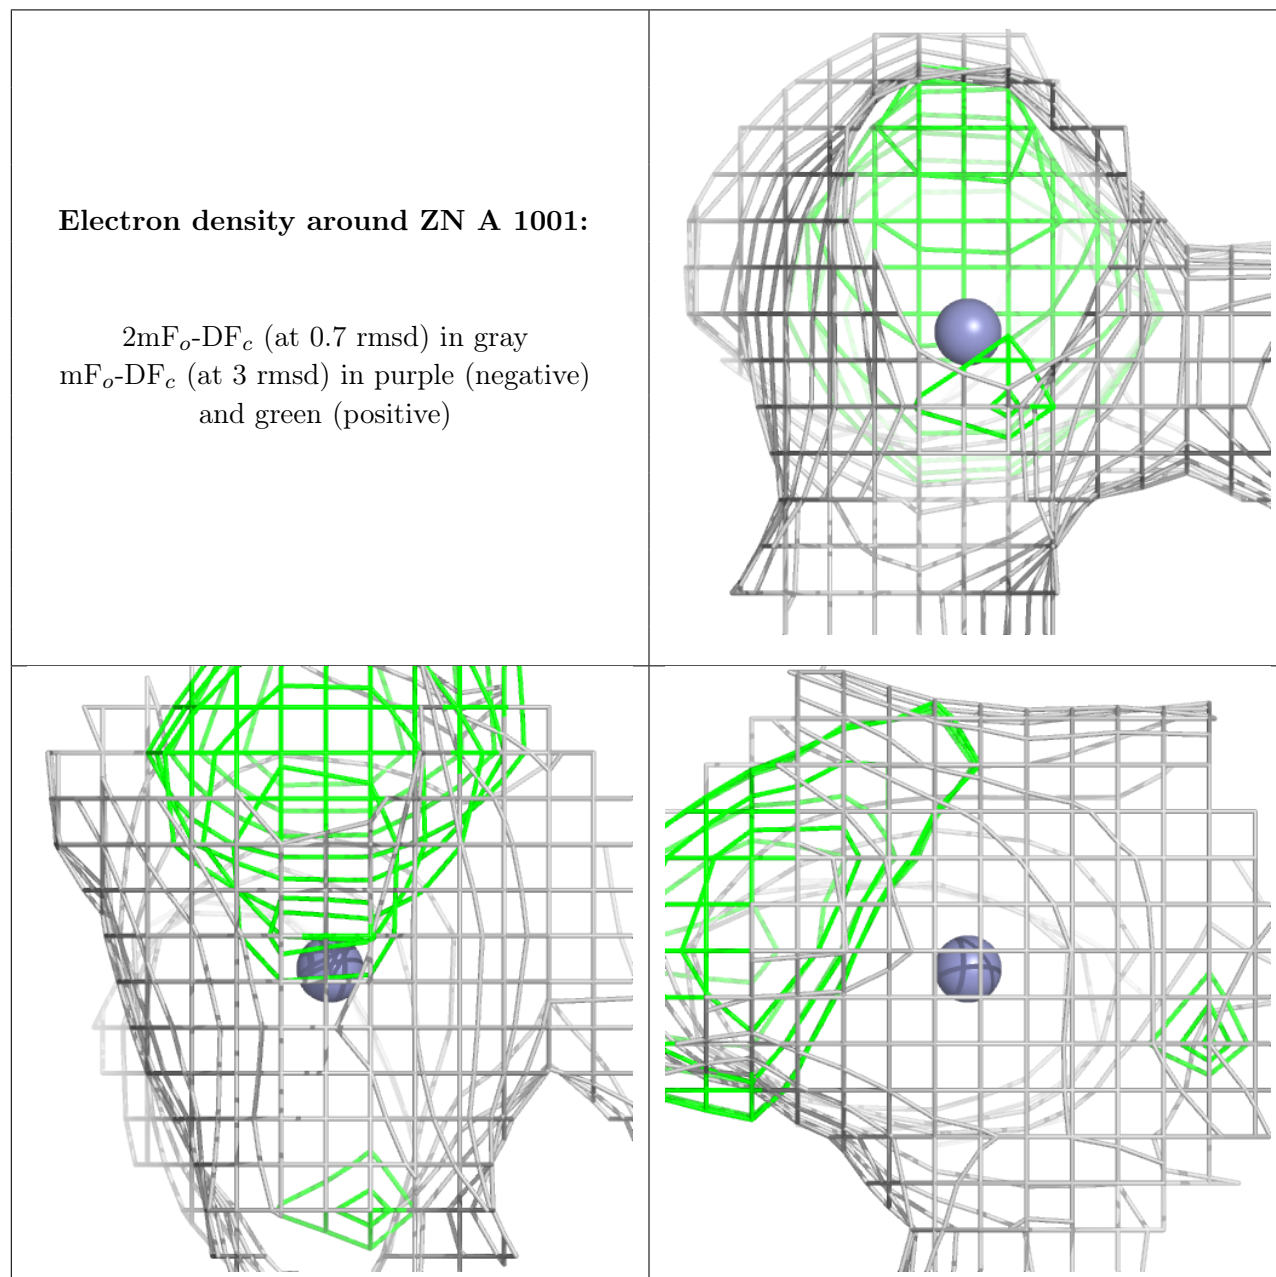 Electron density around ZN A 1001:
2mFo-DFc (at 0.7 rmsd) in gray
mFo-DFc (at 3 rmsd) in purple (negative)
and green (positive)